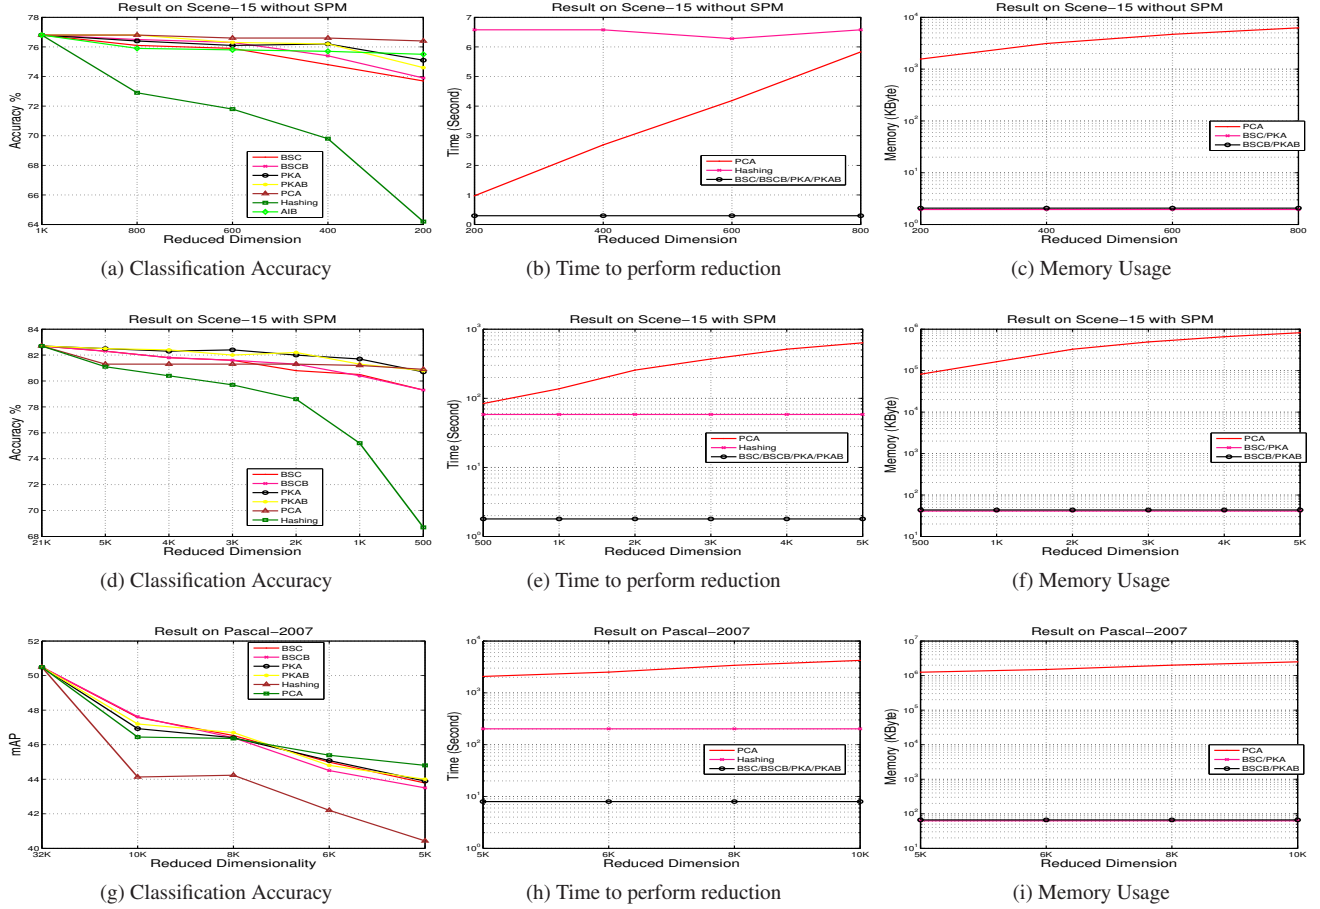 Result on Scene−15 without SPM
78
76
74
72
70
68
66
64
Accuracy %
BSC
BSCB
PKA
PKAB
PCA
Hashing
AIB
1K 800 600 400 200
Reduced Dimension
(a) Classification Accuracy
Result on Scene−15 without SPM
7
6
5
4
3
2
1
0
Time (Second)
PCA
Hashing
BSC/BSCB/PKA/PKAB
200 400 600 800
Reduced Dimension
(b) Time to perform reduction
Result on Scene−15 without SPM
10^4
10^3
10^2
10^1
10^0
Memory (KByte)
PCA
BSC/PKA
BSCB/PKAB
200 400 600 800
Reduced Dimension
(c) Memory Usage
Result on Scene−15 with SPM
84
82
80
78
76
74
72
70
68
Accuracy %
BSC
BSCB
PKA
PKAB
PCA
Hashing
21K 5K 4K 3K 2K 1K 500
Reduced Dimension
(d) Classification Accuracy
Result on Scene−15 with SPM
10^3
10^2
10^1
10^0
Time (Second)
PCA
Hashing
BSC/BSCB/PKA/PKAB
500 1K 2K 3K 4K 5K
Reduced Dimension
(e) Time to perform reduction
Result on Scene−15 with SPM
10^6
10^5
10^4
10^3
10^2
10^1
Memory (KByte)
PCA
BSC/PKA
BSCB/PKAB
500 1K 2K 3K 4K 5K
Reduced Dimension
(f) Memory Usage
Result on Pascal−2007
52
50
48
46
44
42
40
mAP
BSC
BSCB
PKA
PKAB
Hashing
PCA
32K 10K 8K 6K 5K
Reduced Dimensionality
(g) Classification Accuracy
Result on Pascal−2007
10^4
10^3
10^2
10^1
10^0
Time (Second)
PCA
Hashing
BSC/BSCB/PKA/PKAB
5K 6K 8K 10K
Reduced Dimension
(h) Time to perform reduction
Result on Pascal−2007
10^7
10^6
10^5
10^4
10^3
10^2
10^1
Memory (KByte)
PCA
BSC/PKA
BSCB/PKAB
5K 6K 8K 10K
Reduced Dimension
(i) Memory Usage